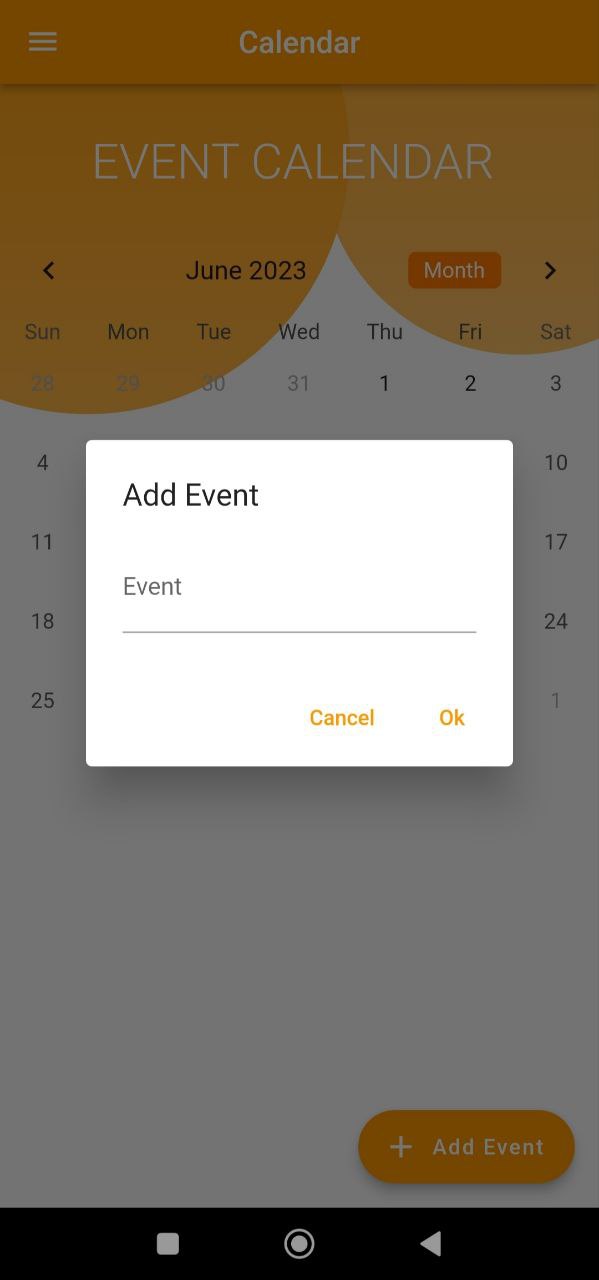 Calendar
EVENT CALENDAR
June 2023 Month
Sun Mon Tue Wed Thu Fri Sat
28 29 30 31 1 2 3
4 10
Add Event
11 17
Event
18 24
25 1
Cancel Ok
Add Event